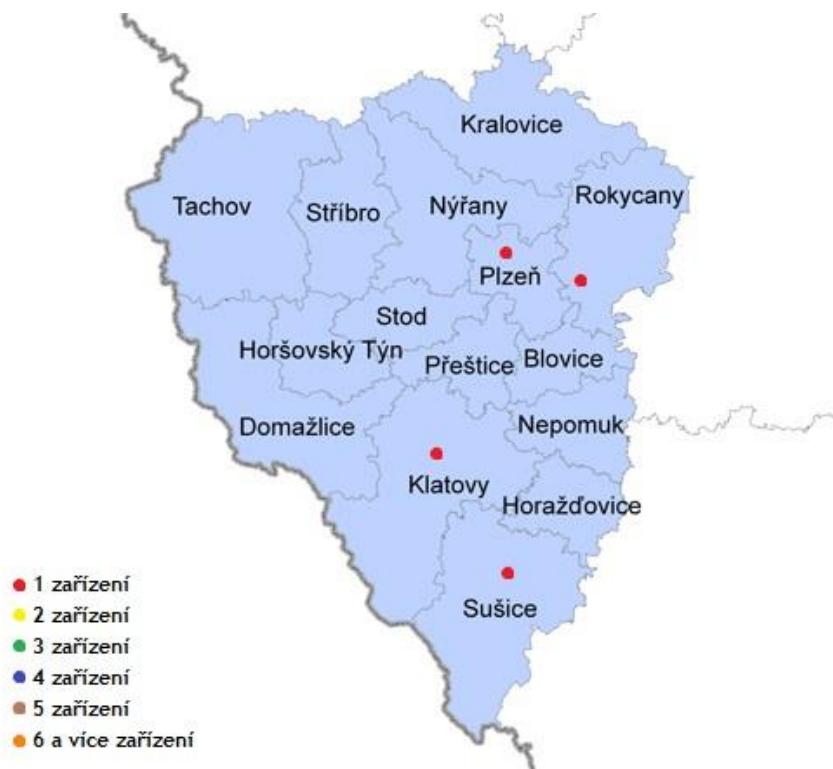 Kralovice
Rokycany
Tachov
Stříbro
Nýřany
Plzeň
Stod
Horšovský Týn
Přeštice
Blovice
Domažlice
Nepomuk
Klatovy
Horažďovice
Sušice
1 zařízení
2 zařízení
3 zařízení
4 zařízení
5 zařízení
6 a více zařízení